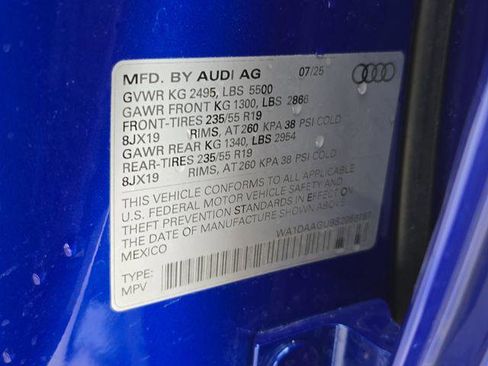 MFD. BY AUDI AG 07/25
GVWR KG 2495, LBS 5500
GAWR FRONT KG 1300, LBS 2866
FRONT-TIRES 235/55 R19
8JX19 RIMS, AT 260 KPA 38 PSI COLD
GAWR REAR KG 1340, LBS 2954
REAR-TIRES 235/55 R19
8JX19 RIMS, AT 260 KPA 38 PSI COLD
THIS VEHICLE CONFORMS TO ALL APPLICABLE
U.S. FEDERAL MOTOR VEHICLE SAFETY AND
THEFT PREVENTION STANDARDS IN EFFECT ON
THE DATE OF MANUFACTURE SHOWN ABOVE.
MEXICO
TYPE:
MPV